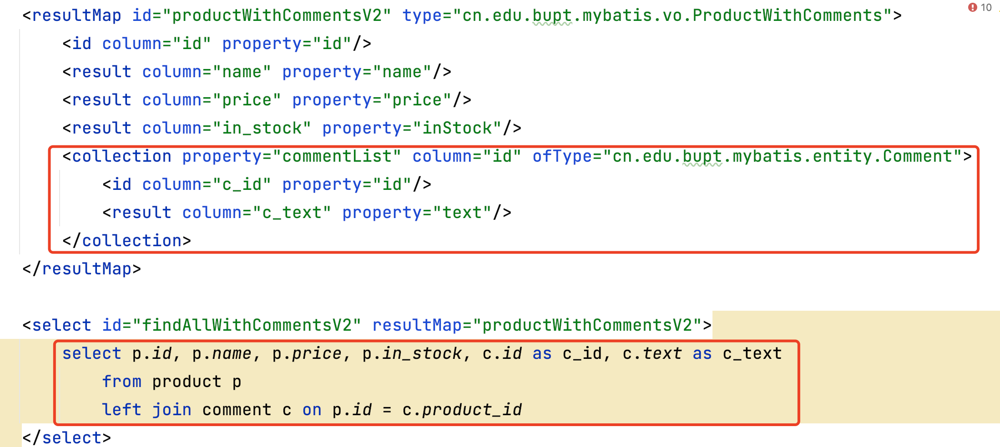 <resultMap id="productWithCommentsV2" type="cn.edu.bupt.mybatis.vo.ProductWithComments">
10
<id column="id" property="id"/>
<result column="name" property="name"/>
<result column="price" property="price"/>
<result column="in_stock" property="inStock"/>
<collection property="commentList" column="id" ofType="cn.edu.bupt.mybatis.entity.Comment">
<id column="c_id" property="id"/>
<result column="c_text" property="text"/>
</collection>
</resultMap>
<select id="findAllWithCommentsV2" resultMap="productWithCommentsV2">
select p.id, p.name, p.price, p.in_stock, c.id as c_id, c.text as c_text
from product p
left join comment c on p.id = c.product_id
</select>